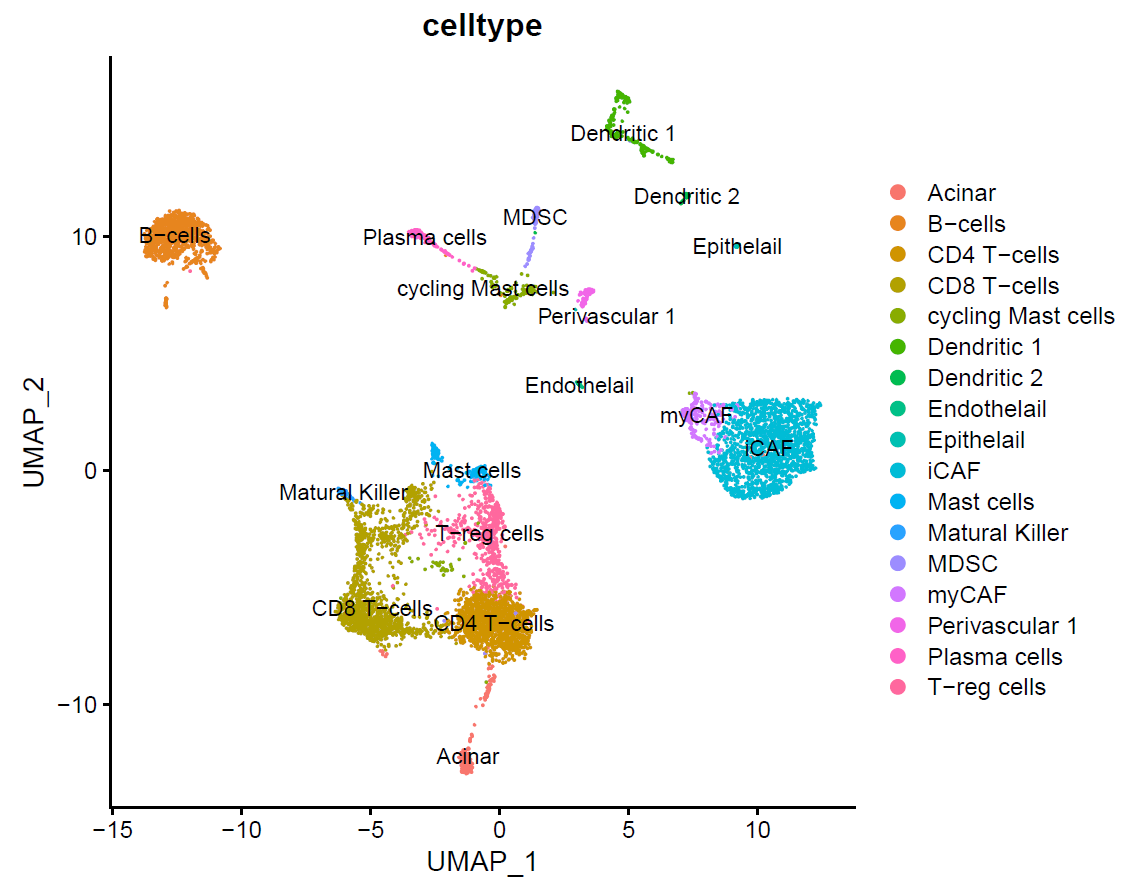 celltype
Dendritic 1
Dendritic 2
MDSC
B−cells
Plasma cells
Epithelail
cycling Mast cells
Perivascular 1
Endothelail
myCAF
iCAF
Mast cells
Matural Killer
T−reg cells
CD8 T−cells
CD4 T−cells
Acinar
10
0
−10
UMAP_2
−15
−10
−5
0
5
10
UMAP_1
Acinar
B−cells
CD4 T−cells
CD8 T−cells
cycling Mast cells
Dendritic 1
Dendritic 2
Endothelail
Epithelail
iCAF
Mast cells
Matural Killer
MDSC
myCAF
Perivascular 1
Plasma cells
T−reg cells